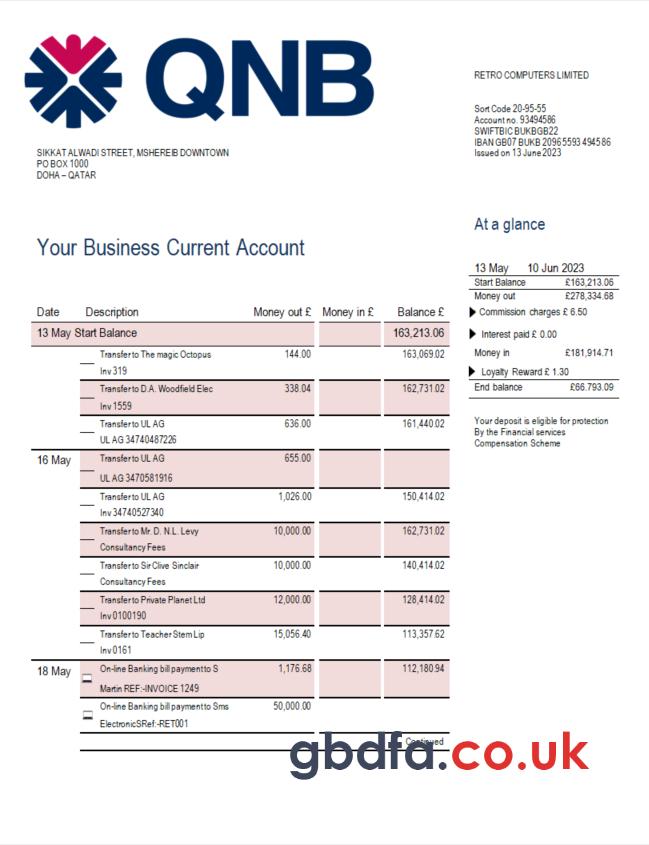 QNB
RETRO COMPUTERS LIMITED
Sort Code 20-95-55
Account no. 93494586
SWIFTBIC BUKBGB22
IBAN GB07 BUKB 20965593 494586
Issued on 13 June 2023
SIKKAT ALWADI STREET, MSHEREIB DOWNTOWN
PO BOX 1000
DOHA – QATAR
At a glance
13 May 10 Jun 2023
Start Balance £163,213.06
Money out £278,334.68
Commission charges £ 6.50
Interest paid £ 0.00
Money in £181,914.71
Loyalty Reward £ 1.30
End balance £66.793.09
Your deposit is eligible for protection
By the Financial services
Compensation Scheme
Your Business Current Account
Date Description Money out £ Money in £ Balance £
13 May Start Balance 163,213.06
Transfer to The magic Octopus 144.00 163,069.02
Inv 319
Transfer to D.A. Woodfield Elec 338.04 162,731.02
Inv 1559
Transfer to UL AG 636.00 161,440.02
UL AG 34740487226
16 May Transfer to UL AG 655.00
UL AG 3470581916
Transfer to UL AG 1,026.00 150,414.02
Inv 34740527340
Transfer to Mr. D. N.L. Levy 10,000.00 162,731.02
Consultancy Fees
Transfer to Sir Clive Sinclair 10,000.00 140,414.02
Consultancy Fees
Transfer to Private Planet Ltd 12,000.00 128,414.02
Inv 0100190
Transfer to Teacher Stem Lip 15,056.40 113,357.62
Inv 0161
18 May On-line Banking bill payment to S 1,176.68 112,180.94
Martin REF:-INVOICE 1249
On-line Banking bill payment to Sms 50,000.00
ElectronicSRef:-RET001
Continued
gbdfa.co.uk